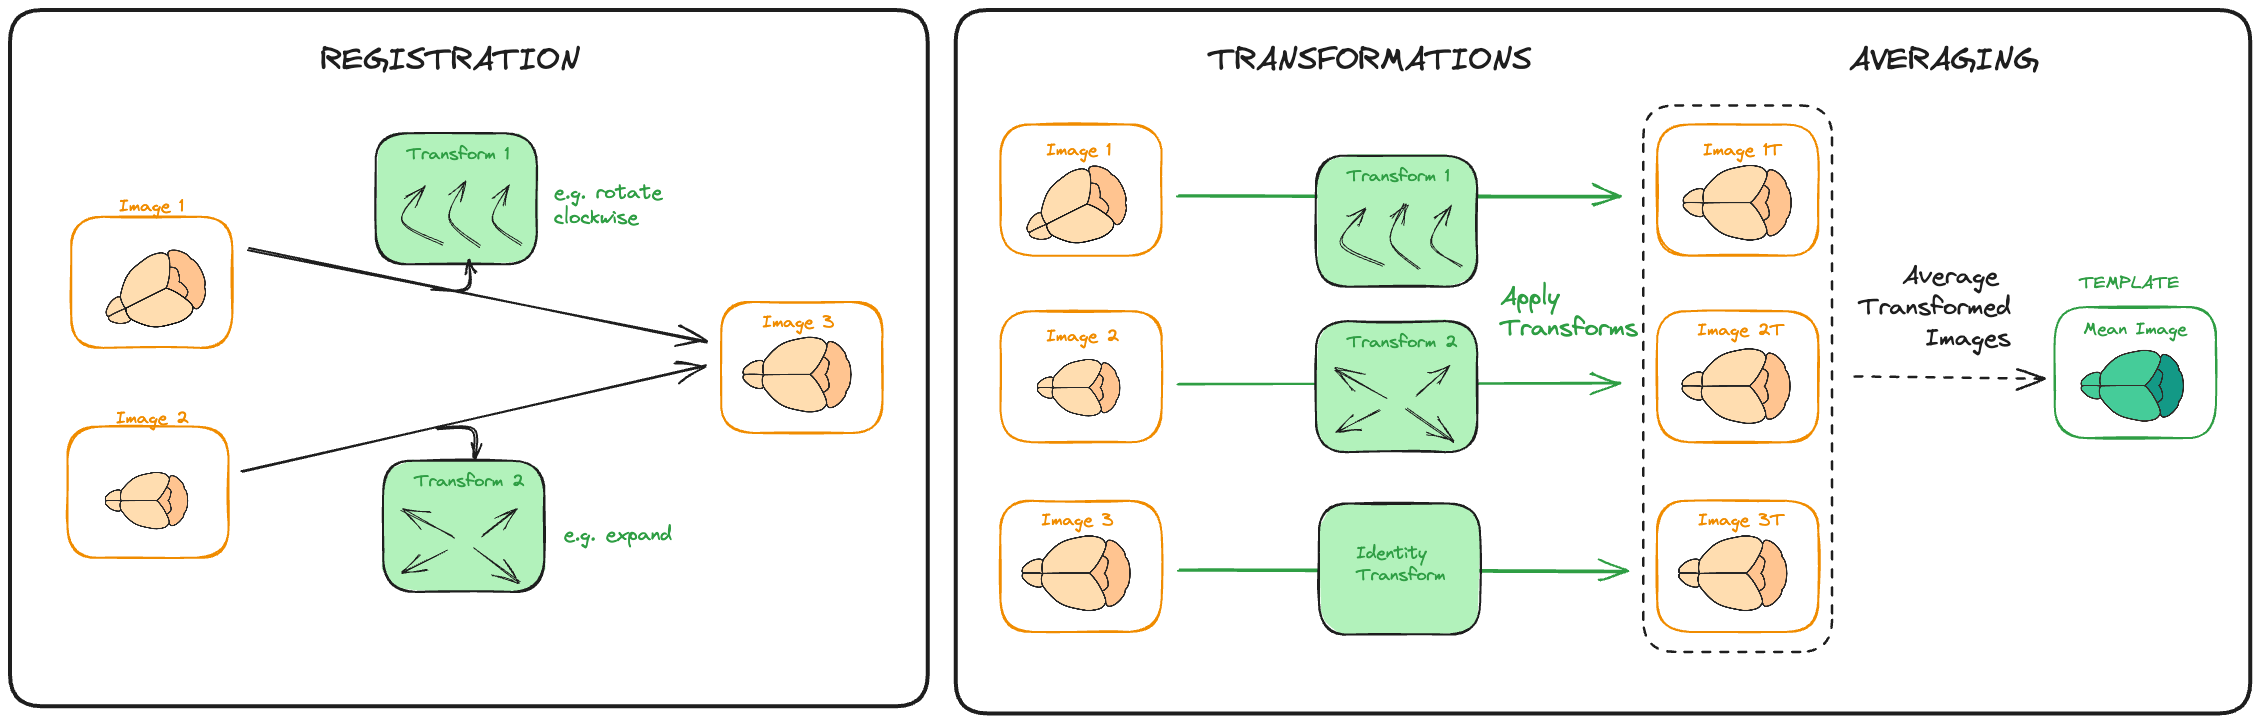 REGISTRATION
Transform 1
e.g. rotate
clockwise
Image 1
Image 3
Image 2
Transform 2
e.g. expand
TRANSFORMATIONS
AVERAGING
Image 1
Transform 1
Image 1T
Apply
Transforms
Image 2
Transform 2
Image 2T
Image 3
Identity
Transform
Image 3T
Average
Transformed
Images
TEMPLATE
Mean Image